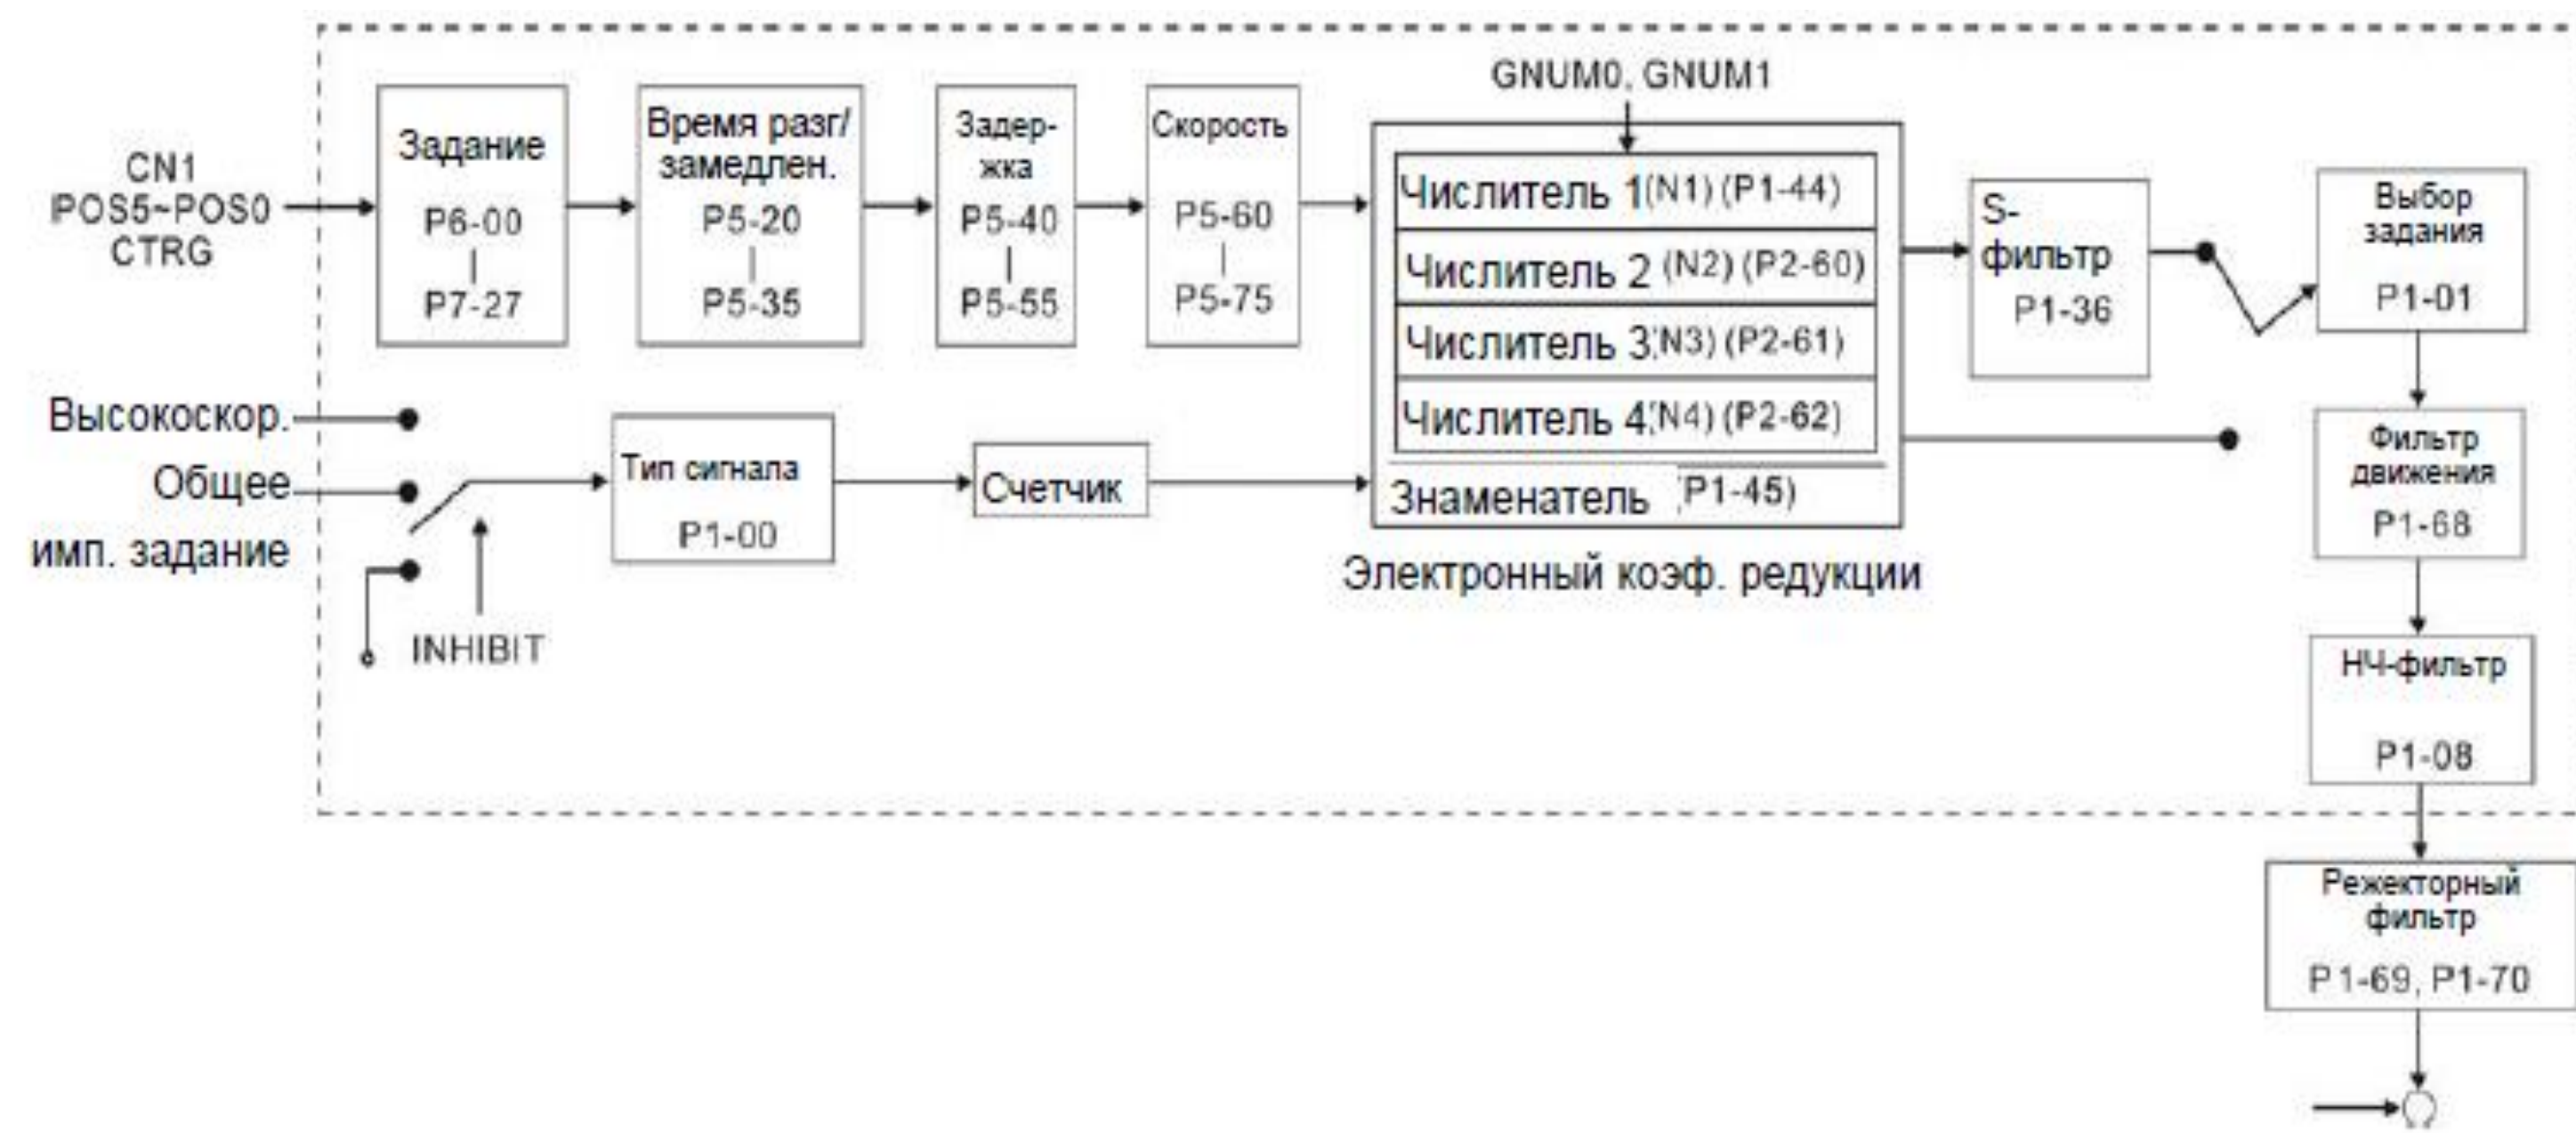 GNUM0, GNUM1
CN1
POS5~POS0
CTRG
Задание
P6-00
P7-27
Время разг/
замедлен.
P5-20
P5-35
Задер-
жка
P5-40
P5-55
Скорость
P5-60
P5-75
Числитель 1(N1) (P1-44)
Числитель 2 (N2) (P2-60)
Числитель 3(N3) (P2-61)
Числитель 4(N4) (P2-62)
Знаменатель (P1-45)
Электронный коэф. редукции
S-
фильтр
P1-36
Выбор
задания
P1-01
Высокоскор.
Общее
имп. задание
INHIBIT
Тип сигнала
P1-00
Счетчик
Фильтр
движения
P1-68
НЧ-фильтр
P1-08
Режекторный
фильтр
P1-69, P1-70